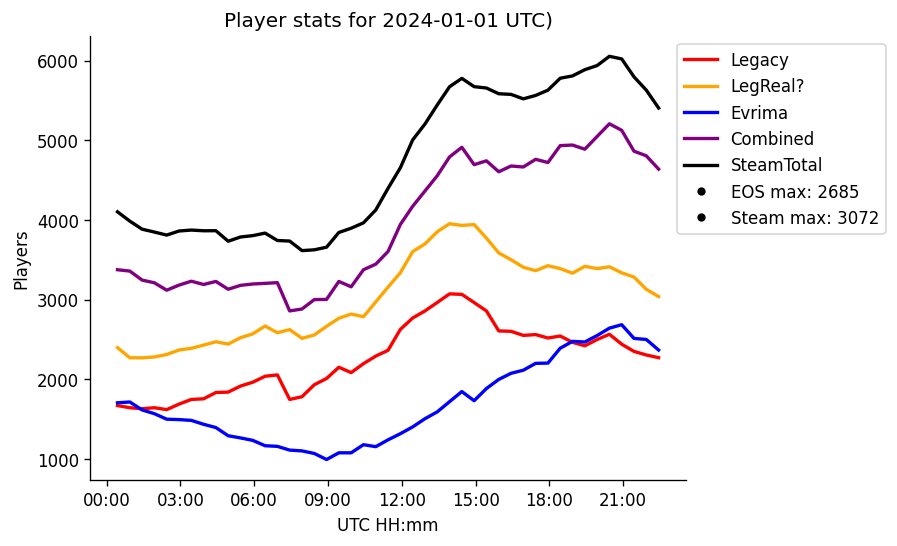 Player stats for 2024-01-01 UTC)
6000
5000
4000
3000
2000
1000
Players
00:00 03:00 06:00 09:00 12:00 15:00 18:00 21:00
UTC HH:mm
Legacy
LegReal?
Evrima
Combined
SteamTotal
EOS max: 2685
Steam max: 3072